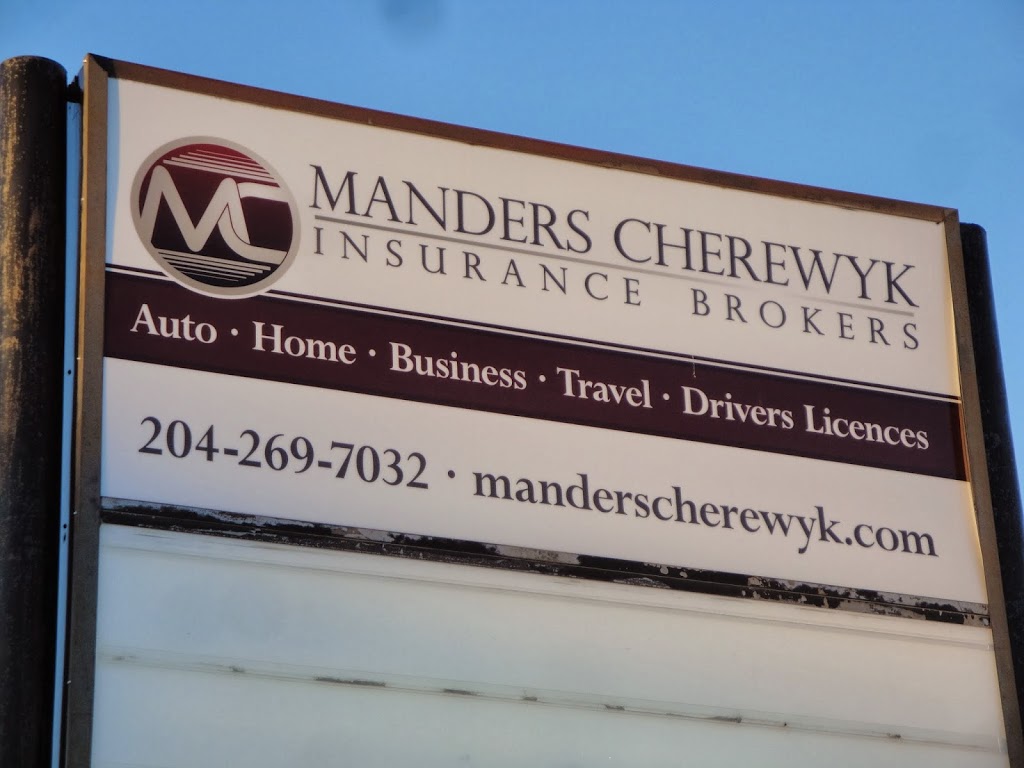 MC
MANDERS CHEREWYK
INSURANCE BROKERS
Auto · Home · Business · Travel · Drivers Licences
204-269-7032 · manderscherewyk.com